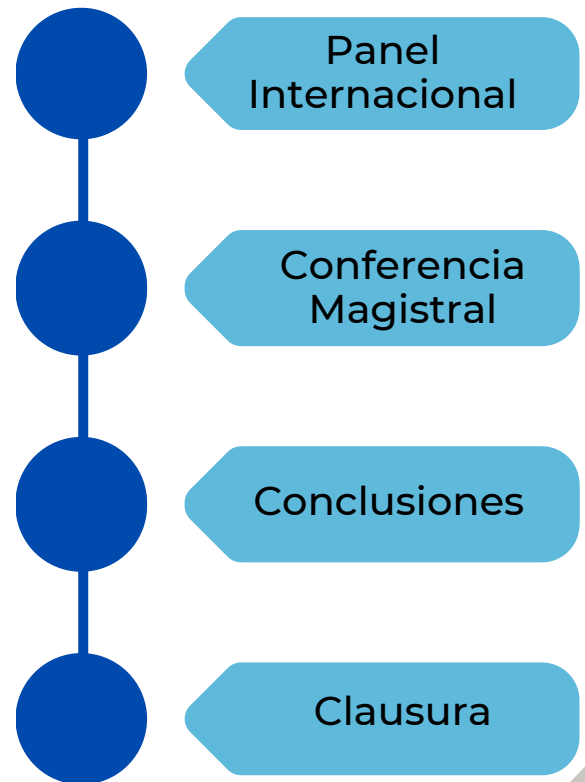 Panel
Internacional
Conferencia
Magistral
Conclusiones
Clausura